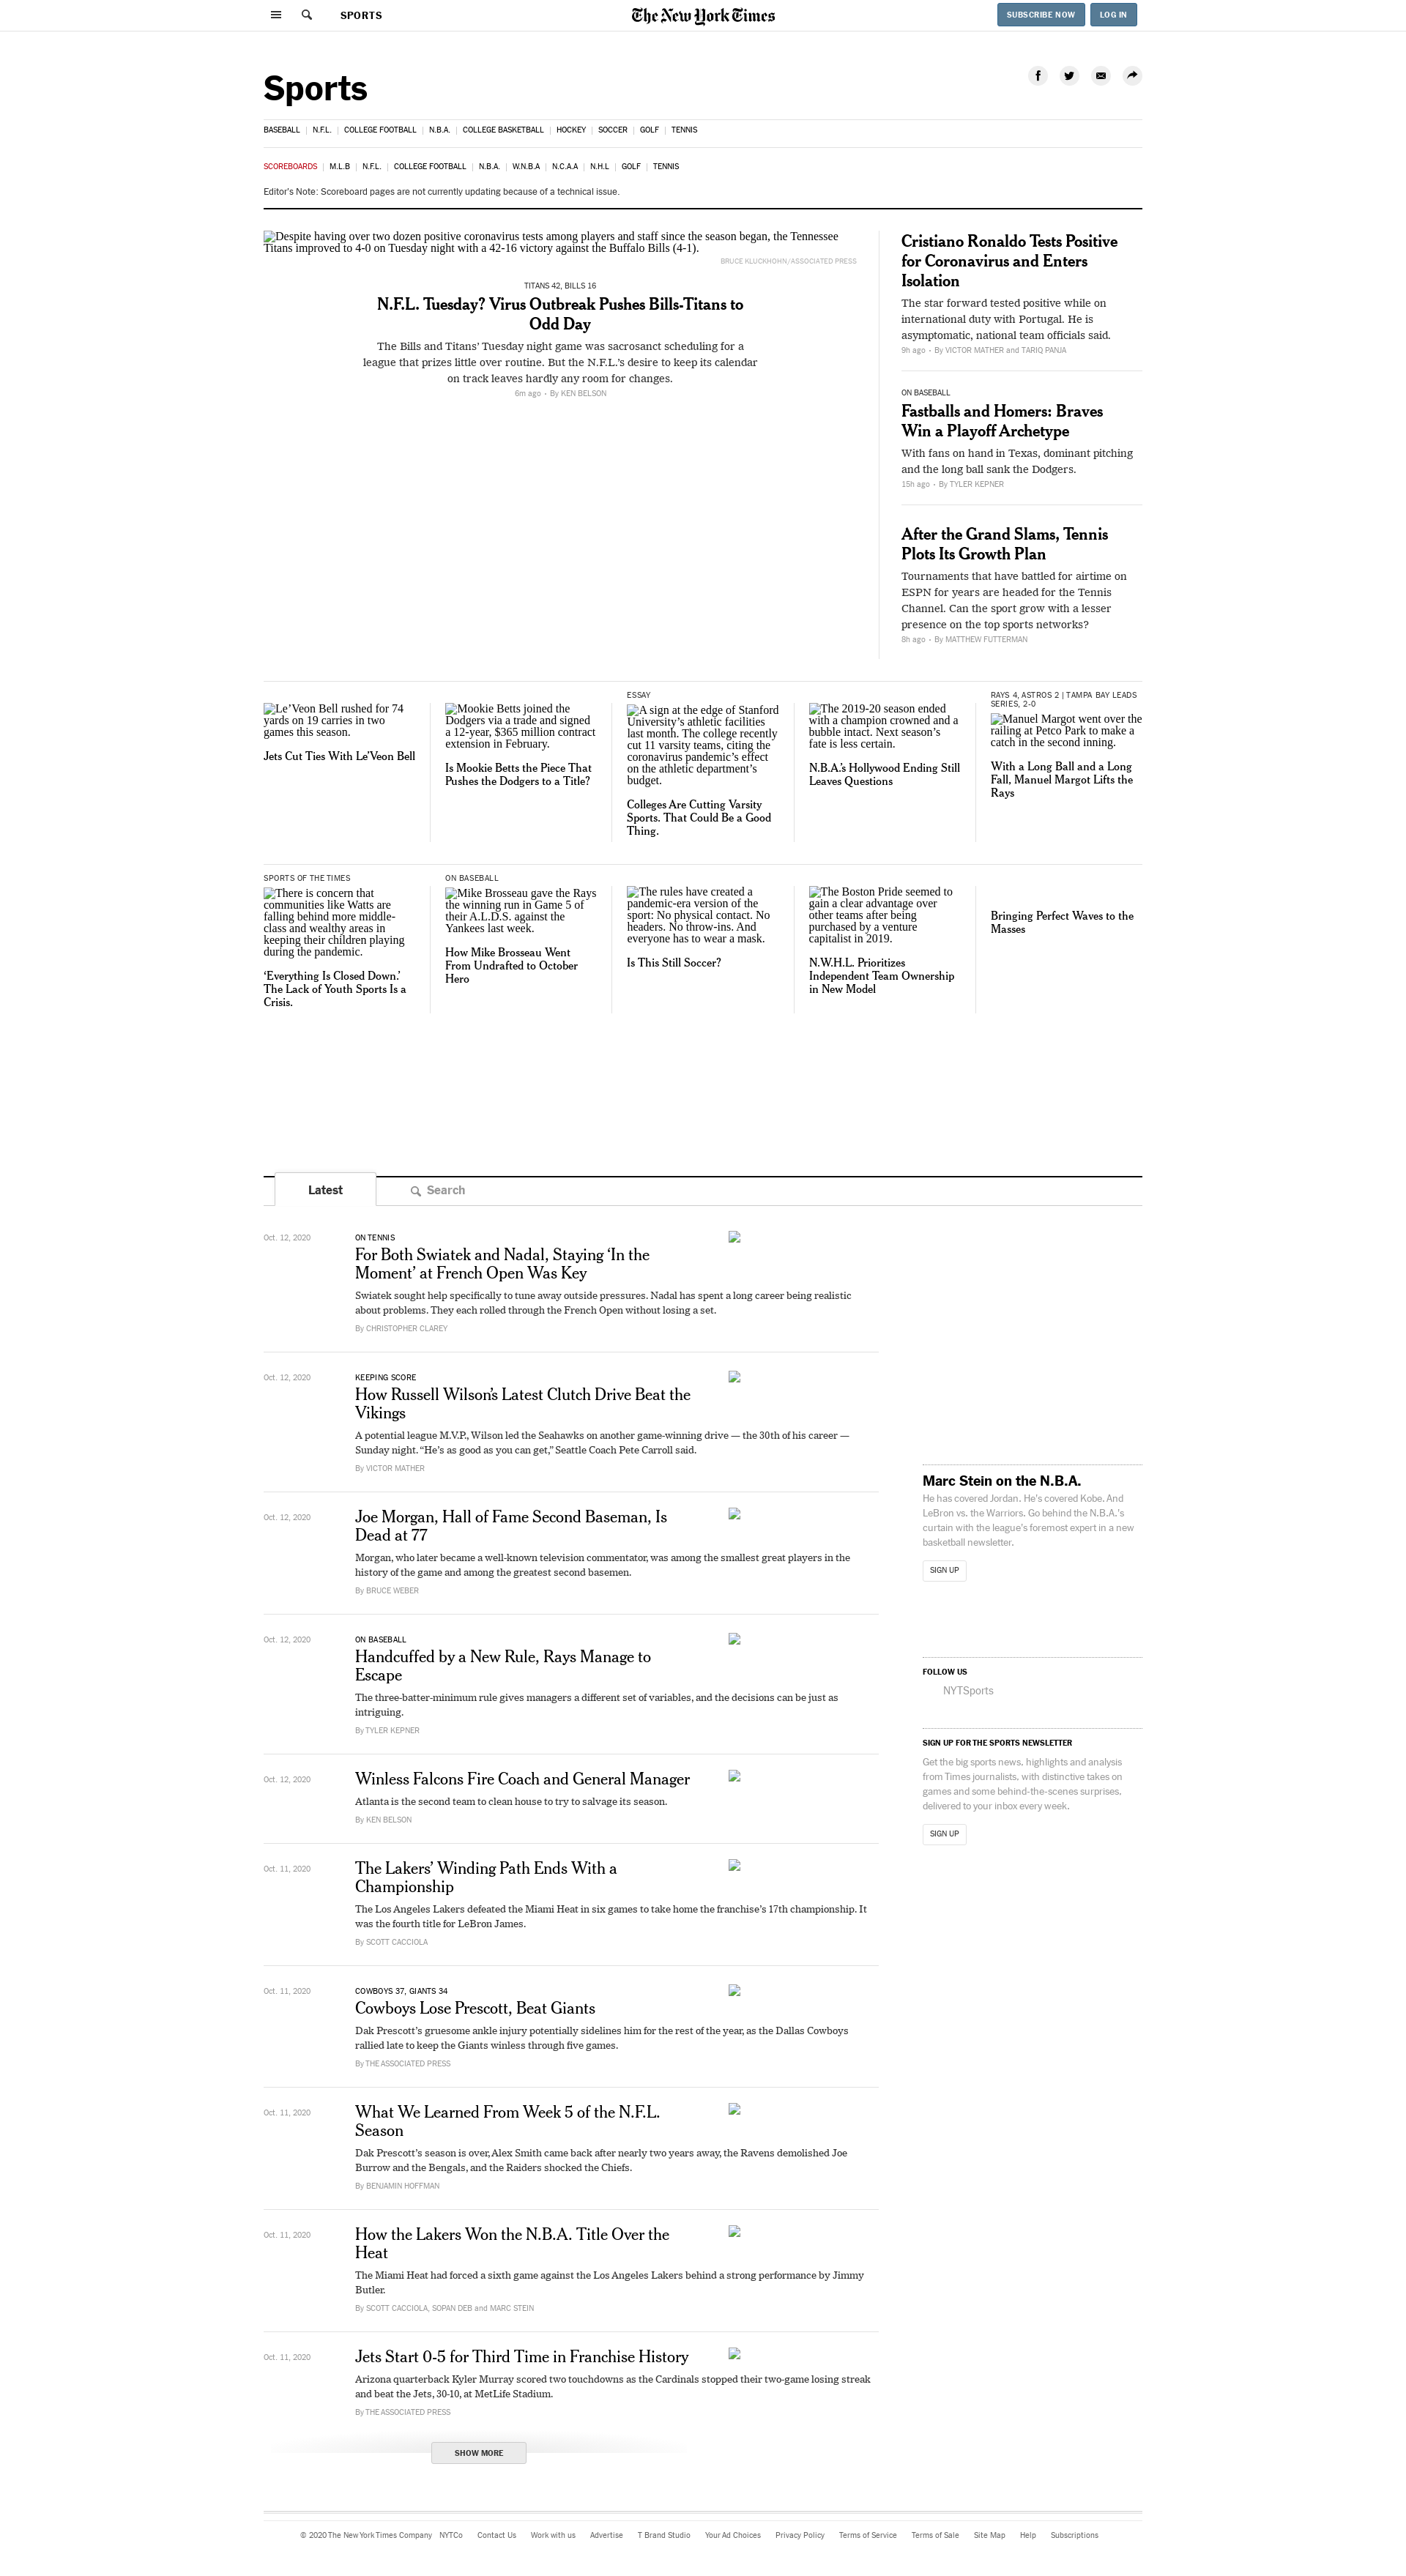 SPORTS
The New York Times
SUBSCRIBE NOW
LOG IN
Sports
BASEBALL
N.F.L.
COLLEGE FOOTBALL
N.B.A.
COLLEGE BASKETBALL
HOCKEY
SOCCER
GOLF
TENNIS
SCOREBOARDS
M.L.B
N.F.L.
COLLEGE FOOTBALL
N.B.A.
W.N.B.A
N.C.A.A
N.H.L
GOLF
TENNIS
Editor's Note: Scoreboard pages are not currently updating because of a technical issue.
Despite having over two dozen positive coronavirus tests among players and staff since the season began, the Tennessee
Titans improved to 4-0 on Tuesday night with a 42-16 victory against the Buffalo Bills (4-1).
BRUCE KLUCKHOHN/ASSOCIATED PRESS
TITANS 42, BILLS 16
N.F.L. Tuesday? Virus Outbreak Pushes Bills-Titans to
Odd Day
The Bills and Titans' Tuesday night game was sacrosanct scheduling for a
league that prizes little over routine. But the N.F.L.'s desire to keep its calendar
on track leaves hardly any room for changes.
6m ago • By KEN BELSON
Cristiano Ronaldo Tests Positive
for Coronavirus and Enters
Isolation
The star forward tested positive while on
international duty with Portugal. He is
asymptomatic, national team officials said.
9h ago • By VICTOR MATHER and TARIQ PANJA
ON BASEBALL
Fastballs and Homers: Braves
Win a Playoff Archetype
With fans on hand in Texas, dominant pitching
and the long ball sank the Dodgers.
15h ago • By TYLER KEPNER
After the Grand Slams, Tennis
Plots Its Growth Plan
Tournaments that have battled for airtime on
ESPN for years are headed for the Tennis
Channel. Can the sport grow with a lesser
presence on the top sports networks?
8h ago • By MATTHEW FUTTERMAN
Le'Veon Bell rushed for 74
yards on 19 carries in two
games this season.
Jets Cut Ties With Le'Veon Bell
Mookie Betts joined the
Dodgers via a trade and signed
a 12-year, $365 million contract
extension in February.
Is Mookie Betts the Piece That
Pushes the Dodgers to a Title?
ESSAY
A sign at the edge of Stanford
University's athletic facilities
last month. The college recently
cut 11 varsity teams, citing the
coronavirus pandemic's effect
on the athletic department's
budget.
Colleges Are Cutting Varsity
Sports. That Could Be a Good
Thing.
The 2019-20 season ended
with a champion crowned and a
bubble intact. Next season's
fate is less certain.
N.B.A.'s Hollywood Ending Still
Leaves Questions
RAYS 4, ASTROS 2 | TAMPA BAY LEADS
SERIES, 2-0
Manuel Margot went over the
railing at Petco Park to make a
catch in the second inning.
With a Long Ball and a Long
Fall, Manuel Margot Lifts the
Rays
SPORTS OF THE TIMES
There is concern that
communities like Watts are
falling behind more middle-
class and wealthy areas in
keeping their children playing
during the pandemic.
'Everything Is Closed Down.'
The Lack of Youth Sports Is a
Crisis.
ON BASEBALL
Mike Brosseau gave the Rays
the winning run in Game 5 of
their A.L.D.S. against the
Yankees last week.
How Mike Brosseau Went
From Undrafted to October
Hero
The rules have created a
pandemic-era version of the
sport: No physical contact. No
headers. No throw-ins. And
everyone has to wear a mask.
Is This Still Soccer?
The Boston Pride seemed to
gain a clear advantage over
other teams after being
purchased by a venture
capitalist in 2019.
N.W.H.L. Prioritizes
Independent Team Ownership
in New Model
Bringing Perfect Waves to the
Masses
Latest
Search
Oct. 12, 2020
ON TENNIS
For Both Swiatek and Nadal, Staying 'In the
Moment' at French Open Was Key
Swiatek sought help specifically to tune away outside pressures. Nadal has spent a long career being realistic
about problems. They each rolled through the French Open without losing a set.
By CHRISTOPHER CLAREY
Oct. 12, 2020
KEEPING SCORE
How Russell Wilson's Latest Clutch Drive Beat the
Vikings
A potential league M.V.P., Wilson led the Seahawks on another game-winning drive — the 30th of his career —
Sunday night. “He's as good as you can get,” Seattle Coach Pete Carroll said.
By VICTOR MATHER
Oct. 12, 2020
Joe Morgan, Hall of Fame Second Baseman, Is
Dead at 77
Morgan, who later became a well-known television commentator, was among the smallest great players in the
history of the game and among the greatest second basemen.
By BRUCE WEBER
Oct. 12, 2020
ON BASEBALL
Handcuffed by a New Rule, Rays Manage to
Escape
The three-batter-minimum rule gives managers a different set of variables, and the decisions can be just as
intriguing.
By TYLER KEPNER
Oct. 12, 2020
Winless Falcons Fire Coach and General Manager
Atlanta is the second team to clean house to try to salvage its season.
By KEN BELSON
Oct. 11, 2020
The Lakers' Winding Path Ends With a
Championship
The Los Angeles Lakers defeated the Miami Heat in six games to take home the franchise's 17th championship. It
was the fourth title for LeBron James.
By SCOTT CACCIOLA
Oct. 11, 2020
COWBOYS 37, GIANTS 34
Cowboys Lose Prescott, Beat Giants
Dak Prescott's gruesome ankle injury potentially sidelines him for the rest of the year, as the Dallas Cowboys
rallied late to keep the Giants winless through five games.
By THE ASSOCIATED PRESS
Oct. 11, 2020
What We Learned From Week 5 of the N.F.L.
Season
Dak Prescott's season is over, Alex Smith came back after nearly two years away, the Ravens demolished Joe
Burrow and the Bengals, and the Raiders shocked the Chiefs.
By BENJAMIN HOFFMAN
Oct. 11, 2020
How the Lakers Won the N.B.A. Title Over the
Heat
The Miami Heat had forced a sixth game against the Los Angeles Lakers behind a strong performance by Jimmy
Butler.
By SCOTT CACCIOLA, SOPAN DEB and MARC STEIN
Oct. 11, 2020
Jets Start 0-5 for Third Time in Franchise History
Arizona quarterback Kyler Murray scored two touchdowns as the Cardinals stopped their two-game losing streak
and beat the Jets, 30-10, at MetLife Stadium.
By THE ASSOCIATED PRESS
SHOW MORE
Marc Stein on the N.B.A.
He has covered Jordan. He's covered Kobe. And
LeBron vs. the Warriors. Go behind the N.B.A.'s
curtain with the league's foremost expert in a new
basketball newsletter.
SIGN UP
FOLLOW US
NYTSports
SIGN UP FOR THE SPORTS NEWSLETTER
Get the big sports news, highlights and analysis
from Times journalists, with distinctive takes on
games and some behind-the-scenes surprises,
delivered to your inbox every week.
SIGN UP
© 2020 The New York Times Company
NYTCo
Contact Us
Work with us
Advertise
T Brand Studio
Your Ad Choices
Privacy Policy
Terms of Service
Terms of Sale
Site Map
Help
Subscriptions